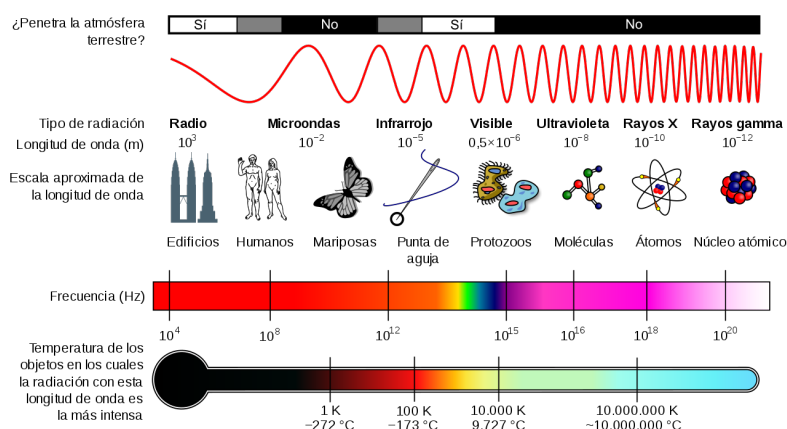 ¿Penetra la atmósfera
terrestre?
Sí No Sí No
Tipo de radiación Radio Microondas Infrarrojo Visible Ultravioleta Rayos X Rayos gamma
Longitud de onda (m) 10³ 10⁻² 10⁻⁵ 0,5×10⁻⁶ 10⁻⁸ 10⁻¹⁰ 10⁻¹²
Escala aproximada de
la longitud de onda
Edificios Humanos Mariposas Punta de Protozoos Moléculas Átomos Núcleo atómico
aguja
Frecuencia (Hz)
10⁴ 10⁸ 10¹² 10¹⁵ 10¹⁶ 10¹⁸ 10²⁰
Temperatura de los
objetos en los cuales
la radiación con esta
longitud de onda es
la más intensa
1 K 100 K 10.000 K 10.000.000 K
−272 °C −173 °C 9.727 °C ~10.000.000 °C